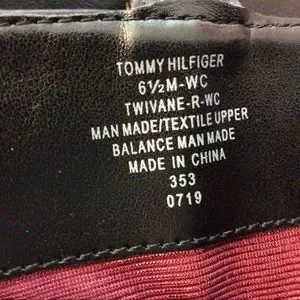 TOMMY HILFIGER
6½M-WC
TWIVANE-R-WC
MAN MADE/TEXTILE UPPER
BALANCE MAN MADE
MADE IN CHINA
353
0719